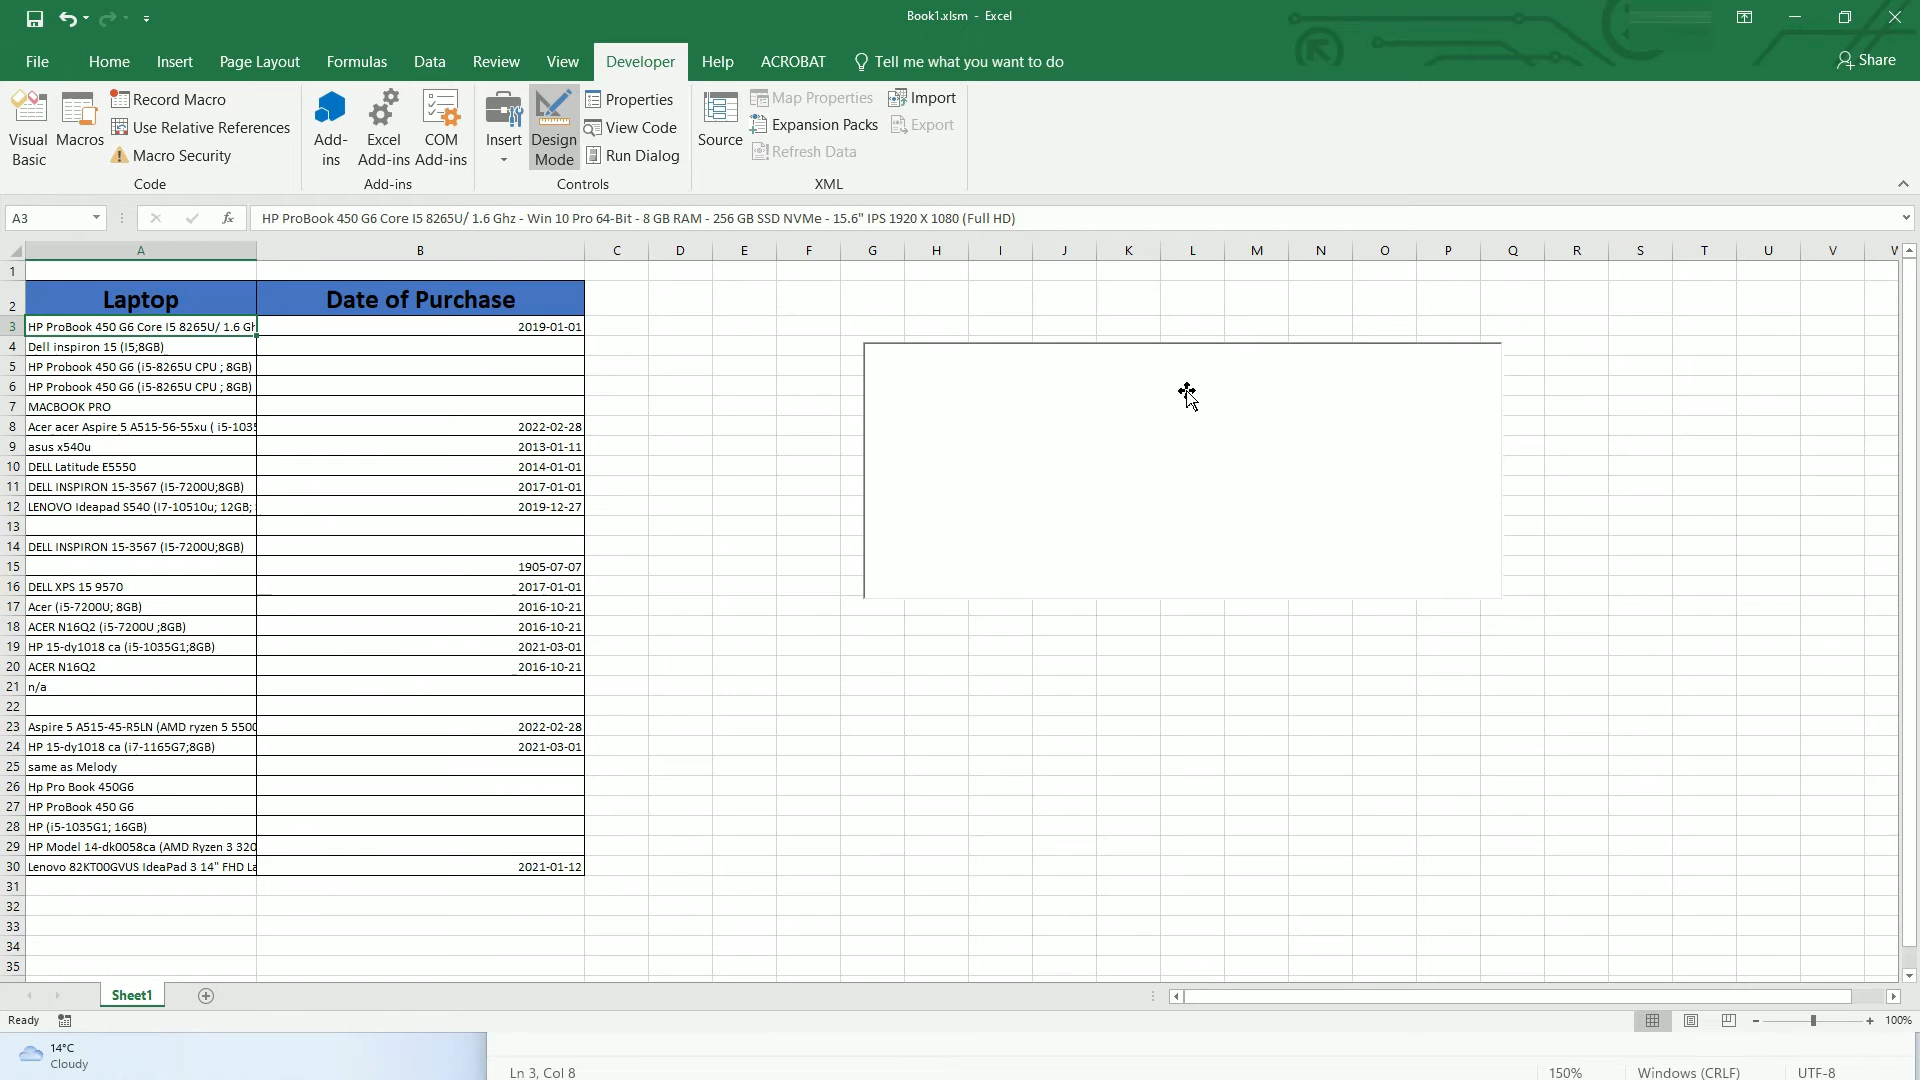 Book1.xlsm - Excel
File Home Insert Page Layout Formulas Data Review View Developer Help ACROBAT Tell me what you want to do Share
Visual Basic
Macros
Record Macro
Use Relative References
Macro Security
Code
Add-ins
Excel Add-ins
COM Add-ins
Add-ins
Insert
Design Mode
Properties
View Code
Run Dialog
Controls
Source
Map Properties
Expansion Packs
Refresh Data
Import
Export
XML
A3 fx HP ProBook 450 G6 Core I5 8265U/ 1.6 Ghz - Win 10 Pro 64-Bit - 8 GB RAM - 256 GB SSD NVMe - 15.6" IPS 1920 X 1080 (Full HD)
A B C D E F G H I J K L M N O P Q R S T U V W
1
2 Laptop Date of Purchase
3 HP ProBook 450 G6 Core I5 8265U/ 1.6 Gh 2019-01-01
4 Dell inspiron 15 (I5;8GB)
5 HP Probook 450 G6 (i5-8265U CPU ; 8GB)
6 HP Probook 450 G6 (i5-8265U CPU ; 8GB)
7 MACBOOK PRO
8 Acer acer Aspire 5 A515-56-55xu ( i5-1035 2022-02-28
9 asus x540u 2013-01-11
10 DELL Latitude E5550 2014-01-01
11 DELL INSPIRON 15-3567 (I5-7200U;8GB) 2017-01-01
12 LENOVO Ideapad S540 (I7-10510u; 12GB; 2019-12-27
13
14 DELL INSPIRON 15-3567 (I5-7200U;8GB)
15 1905-07-07
16 DELL XPS 15 9570 2017-01-01
17 Acer (i5-7200U; 8GB) 2016-10-21
18 ACER N16Q2 (i5-7200U ;8GB) 2016-10-21
19 HP 15-dy1018 ca (i5-1035G1;8GB) 2021-03-01
20 ACER N16Q2 2016-10-21
21 n/a
22
23 Aspire 5 A515-45-R5LN (AMD ryzen 5 5500 2022-02-28
24 HP 15-dy1018 ca (i7-1165G7;8GB) 2021-03-01
25 same as Melody
26 Hp Pro Book 450G6
27 HP ProBook 450 G6
28 HP (i5-1035G1; 16GB)
29 HP Model 14-dk0058ca (AMD Ryzen 3 320
30 Lenovo 82KT00GVUS IdeaPad 3 14" FHD La 2021-01-12
31
32
33
34
35
Sheet1
Ready 100%
14°C
Cloudy
Ln 3, Col 8 150% Windows (CRLF) UTF-8